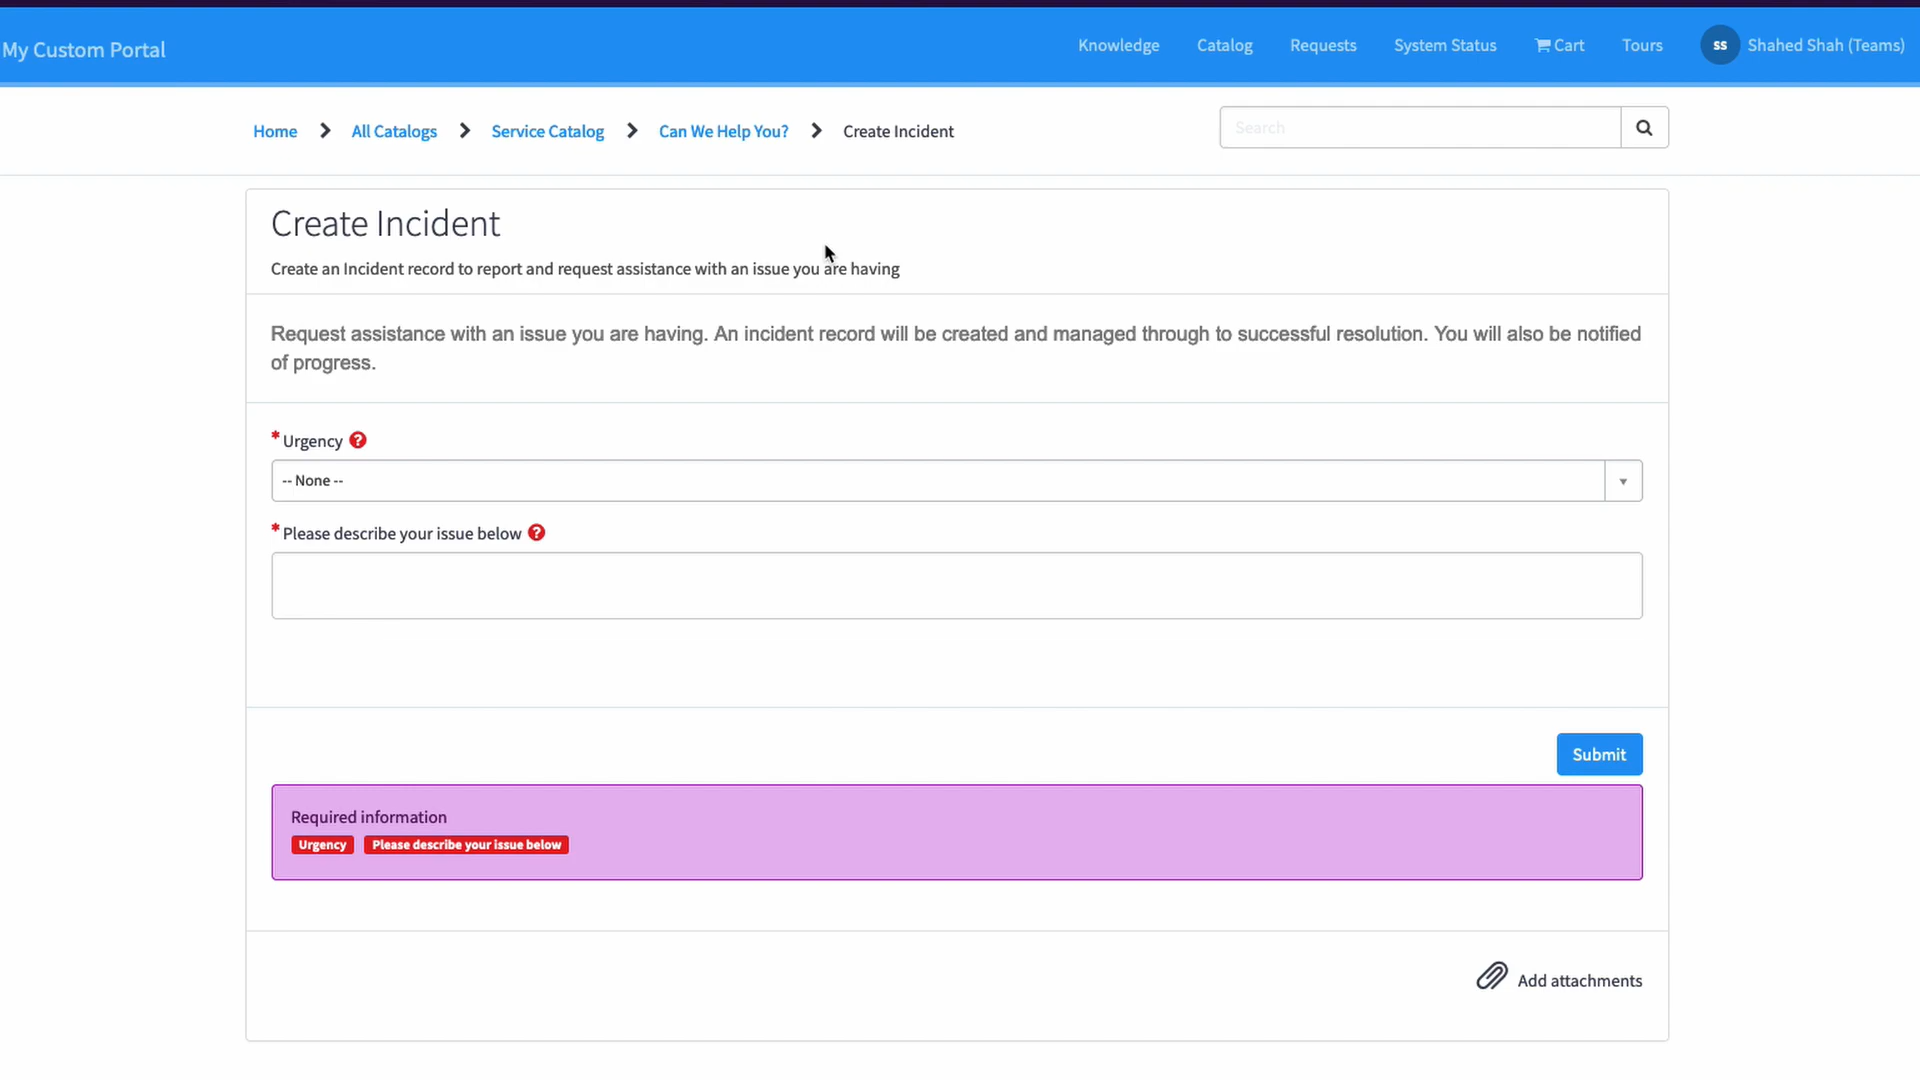 My Custom Portal
Knowledge Catalog Requests System Status Cart Tours SS Shahed Shah (Teams)
Home All Catalogs Service Catalog Can We Help You? Create Incident
Search
Create Incident
Create an Incident record to report and request assistance with an issue you are having
Request assistance with an issue you are having. An incident record will be created and managed through to successful resolution. You will also be notified
of progress.
* Urgency ?
-- None --
* Please describe your issue below ?
Submit
Required information
Urgency Please describe your issue below
Add attachments